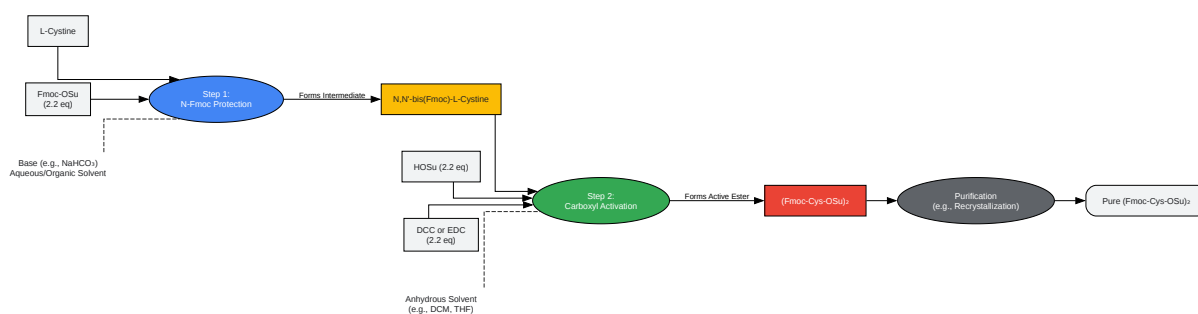 L-Cystine
Fmoc-OSu
(2.2 eq)
Step 1:
N-Fmoc Protection
Base (e.g., NaHCO₃)
Aqueous/Organic Solvent
Forms Intermediate
N,N'-bis(Fmoc)-L-Cystine
HOSu (2.2 eq)
DCC or EDC
(2.2 eq)
Step 2:
Carboxyl Activation
Anhydrous Solvent
(e.g., DCM, THF)
Forms Active Ester
(Fmoc-Cys-OSu)₂
Purification
(e.g., Recrystallization)
Pure (Fmoc-Cys-OSu)₂